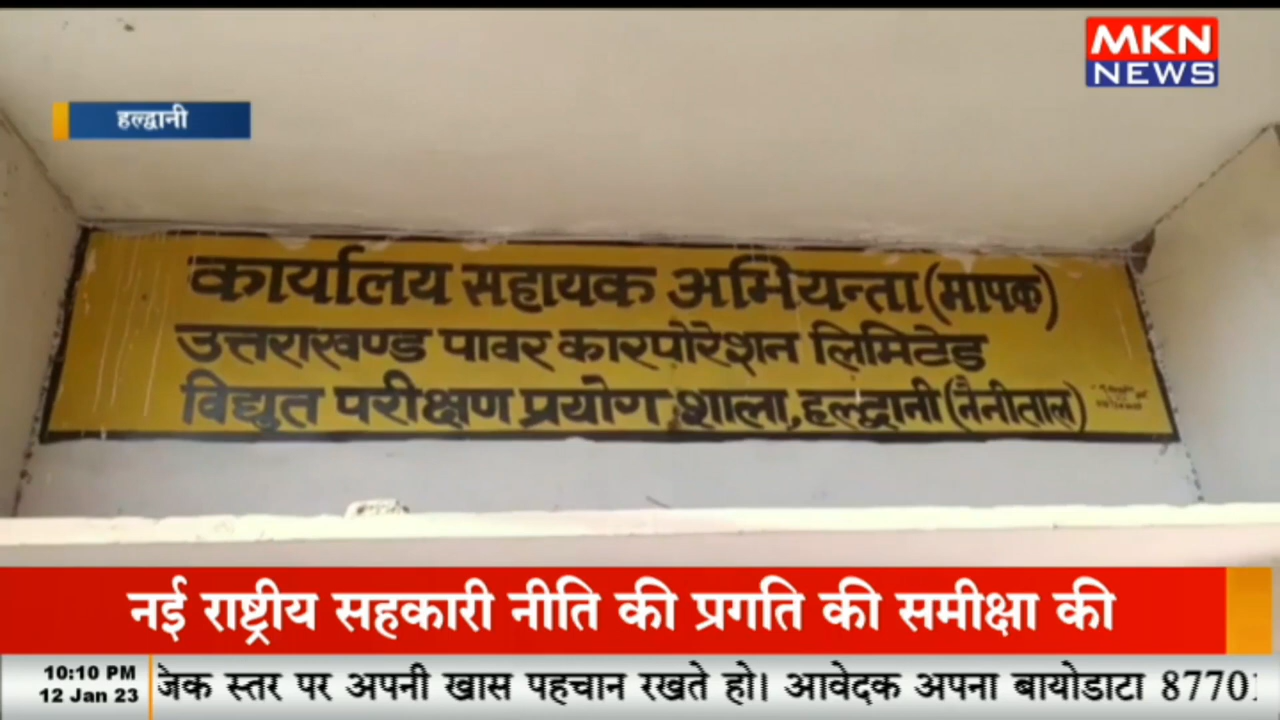 MKN
NEWS
हल्द्वानी
कार्यालय सहायक अभियन्ता (मापक)
उत्तराखण्ड पावर कारपोरेशन लिमिटेड
विद्युत परीक्षण प्रयोग शाला, हल्द्वानी (नैनीताल)
नई राष्ट्रीय सहकारी नीति की प्रगति की समीक्षा की
10:10 PM
12 Jan 23
जेक स्तर पर अपनी खास पहचान रखते हो। आवेदक अपना बायोडाटा 8770